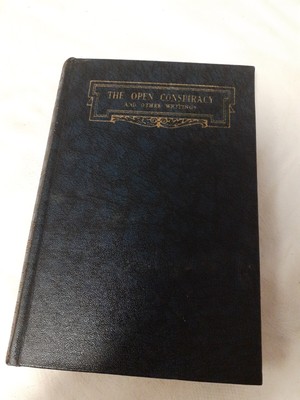 THE OPEN CONSPIRACY
AND OTHER WRITINGS